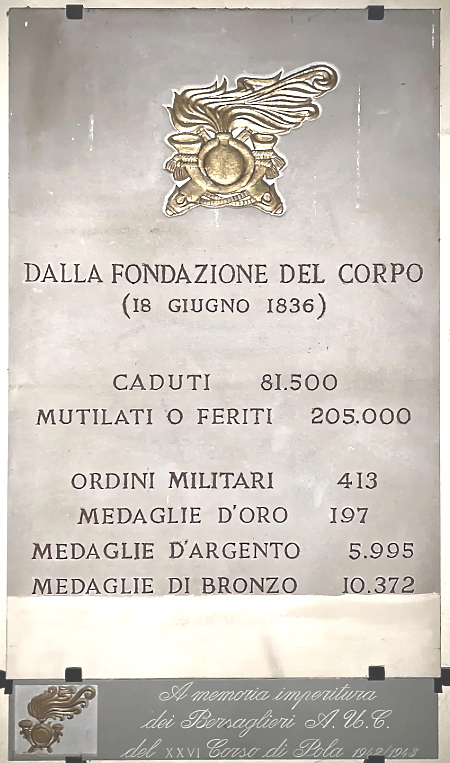 DALLA FONDAZIONE DEL CORPO
(18 GIUGNO 1836)
CADUTI 81.500
MUTILATI O FERITI 205.000
ORDINI MILITARI 413
MEDAGLIE D'ORO 197
MEDAGLIE D'ARGENTO 5.995
MEDAGLIE DI BRONZO 10.372
A memoria imperitura
dei Bersaglieri A.U.C.
del XXVI Corso di Pola 1942/1943